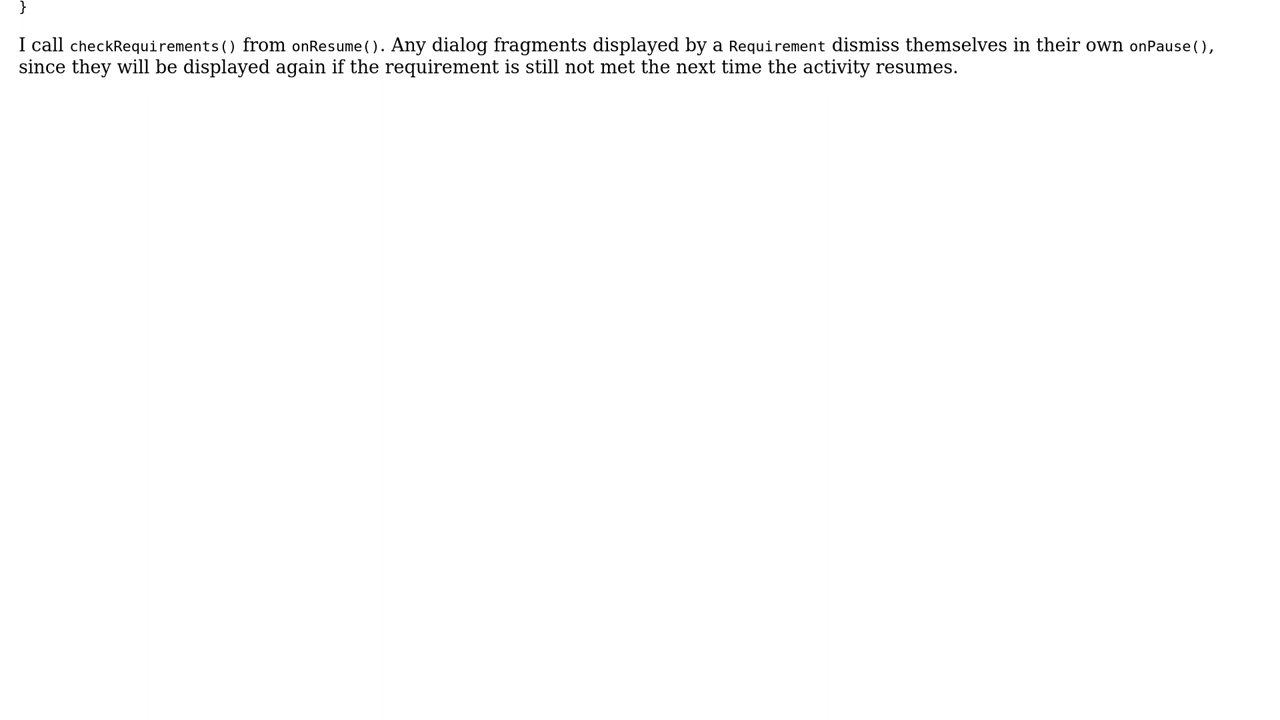 }
I call checkRequirements() from onResume(). Any dialog fragments displayed by a Requirement dismiss themselves in their own onPause(),
since they will be displayed again if the requirement is still not met the next time the activity resumes.